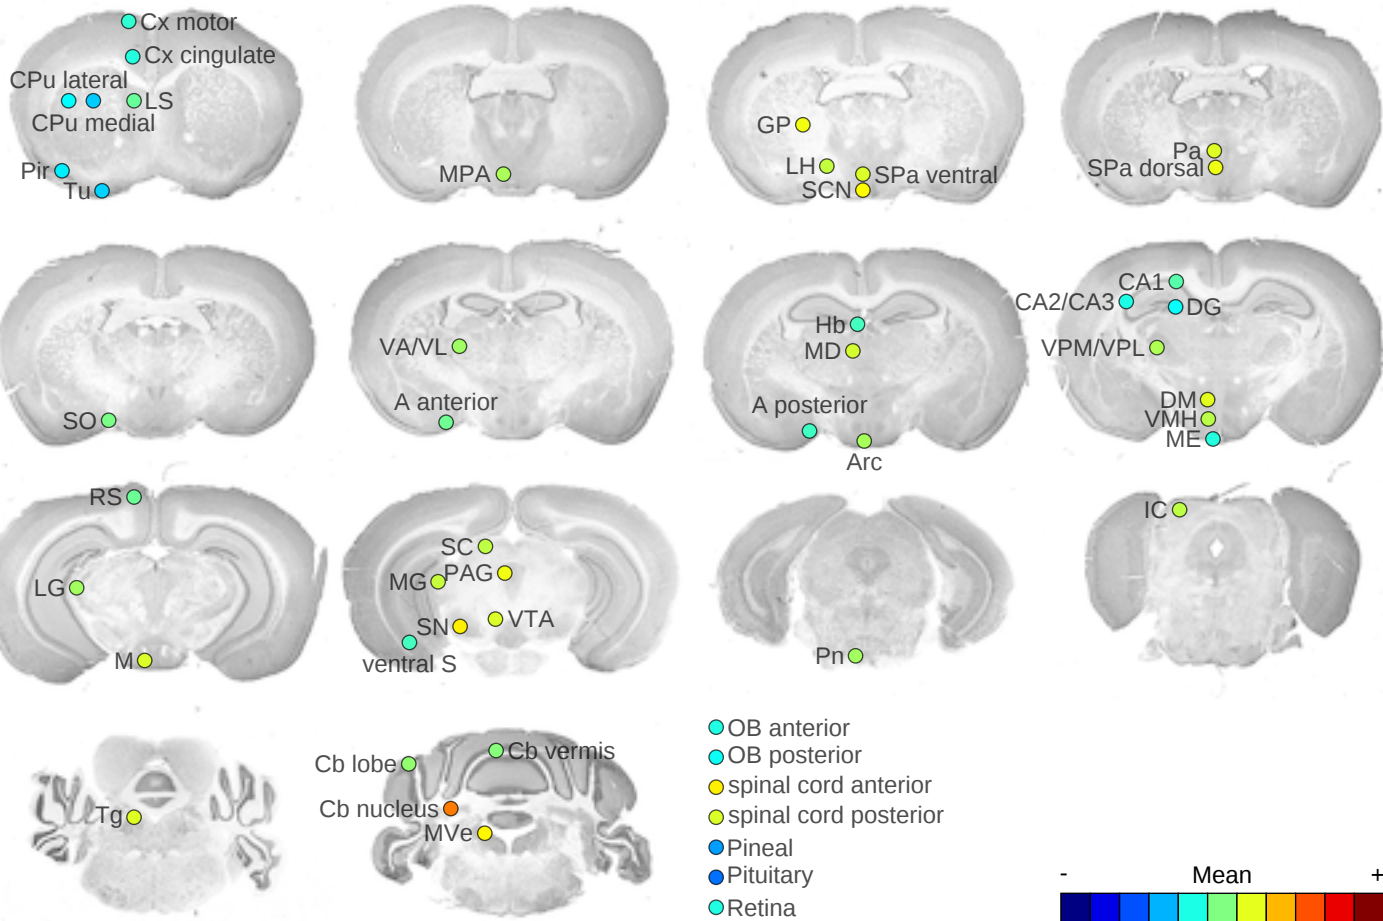 Cx motor
Cx cingulate
CPu lateral
LS
CPu medial
Pir
Tu
MPA
GP
LH
SPa ventral
SCN
Pa
SPa dorsal
SO
VA/VL
A anterior
Hb
MD
A posterior
Arc
CA1
CA2/CA3
DG
VPM/VPL
DM
VMH
ME
RS
LG
M
SC
PAG
MG
VTA
SN
ventral S
Pn
IC
Tg
Cb vermis
Cb lobe
Cb nucleus
MVe
OB anterior
OB posterior
spinal cord anterior
spinal cord posterior
Pineal
Pituitary
Retina
- Mean +